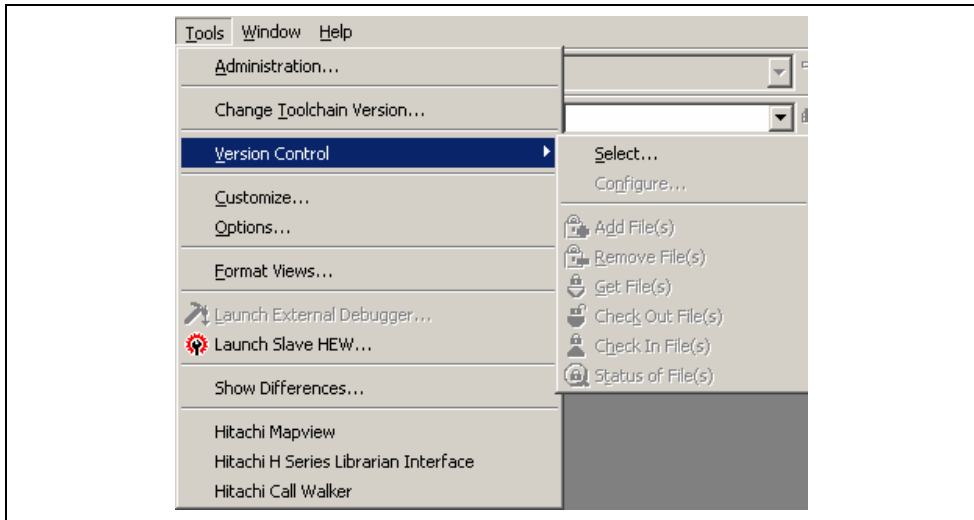 Tools Window Help
Administration...
Change Toolchain Version...
Version Control
Customize...
Options...
Format Views...
Launch External Debugger...
Launch Slave HEW...
Show Differences...
Hitachi Mapview
Hitachi H Series Librarian Interface
Hitachi Call Walker
Select...
Configure...
Add File(s)
Remove File(s)
Get File(s)
Check Out File(s)
Check In File(s)
Status of File(s)